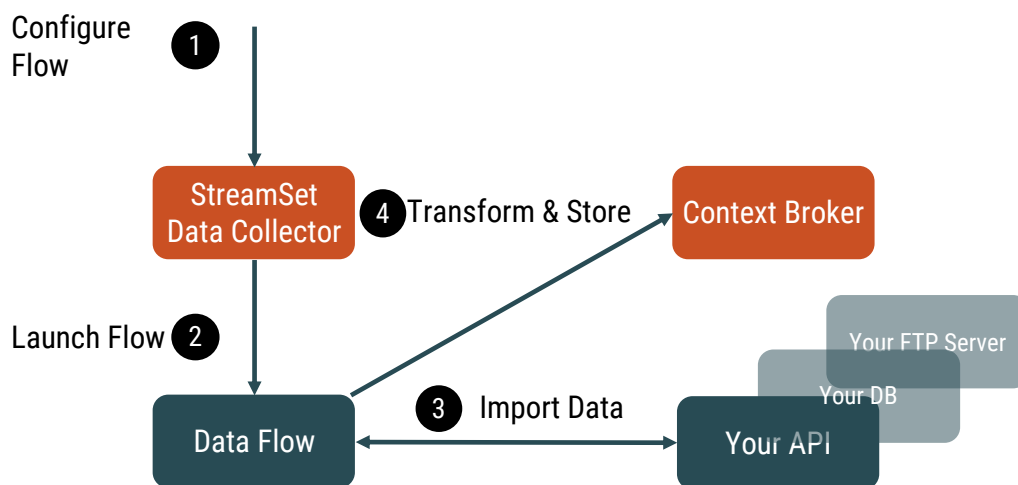 Configure
Flow
1
StreamSet
Data Collector
4
Transform & Store
Context Broker
Launch Flow
2
Your FTP Server
Your DB
3
Import Data
Data Flow
Your API